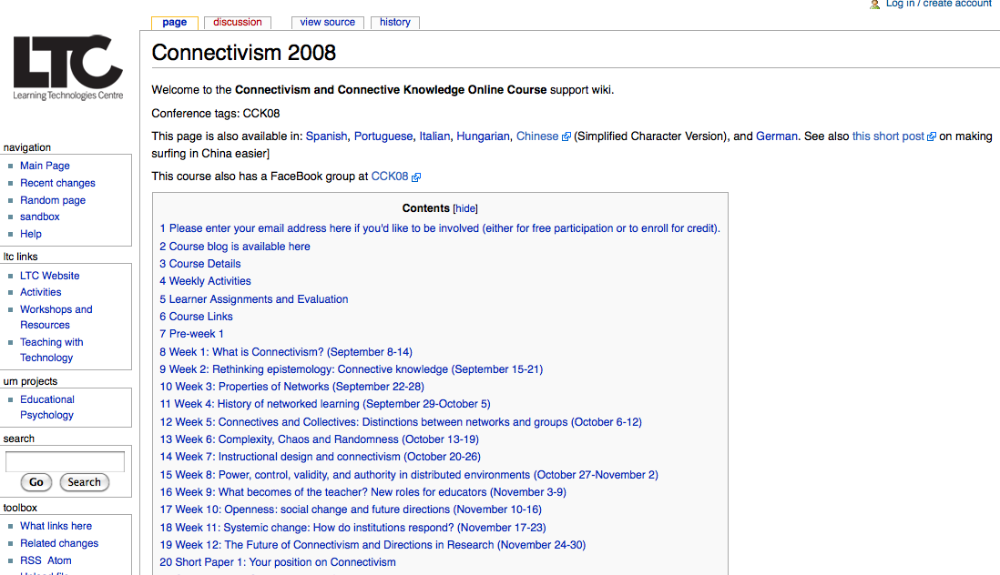 Log in / create account
page
discussion
view source
history
LTC
Learning Technologies Centre
Connectivism 2008
Welcome to the Connectivism and Connective Knowledge Online Course support wiki.
Conference tags: CCK08
This page is also available in: Spanish, Portuguese, Italian, Hungarian, Chinese (Simplified Character Version), and German. See also this short post on making
surfing in China easier]
This course also has a FaceBook group at CCK08
navigation
Main Page
Recent changes
Random page
sandbox
Help
ltc links
LTC Website
Activities
Workshops and
Resources
Teaching with
Technology
um projects
Educational
Psychology
search
Go
Search
toolbox
What links here
Related changes
RSS Atom
Upload file
Contents [hide]
1 Please enter your email address here if you'd like to be involved (either for free participation or to enroll for credit).
2 Course blog is available here
3 Course Details
4 Weekly Activities
5 Learner Assignments and Evaluation
6 Course Links
7 Pre-week 1
8 Week 1: What is Connectivism? (September 8-14)
9 Week 2: Rethinking epistemology: Connective knowledge (September 15-21)
10 Week 3: Properties of Networks (September 22-28)
11 Week 4: History of networked learning (September 29-October 5)
12 Week 5: Connectives and Collectives: Distinctions between networks and groups (October 6-12)
13 Week 6: Complexity, Chaos and Randomness (October 13-19)
14 Week 7: Instructional design and connectivism (October 20-26)
15 Week 8: Power, control, validity, and authority in distributed environments (October 27-November 2)
16 Week 9: What becomes of the teacher? New roles for educators (November 3-9)
17 Week 10: Openness: social change and future directions (November 10-16)
18 Week 11: Systemic change: How do institutions respond? (November 17-23)
19 Week 12: The Future of Connectivism and Directions in Research (November 24-30)
20 Short Paper 1: Your position on Connectivism